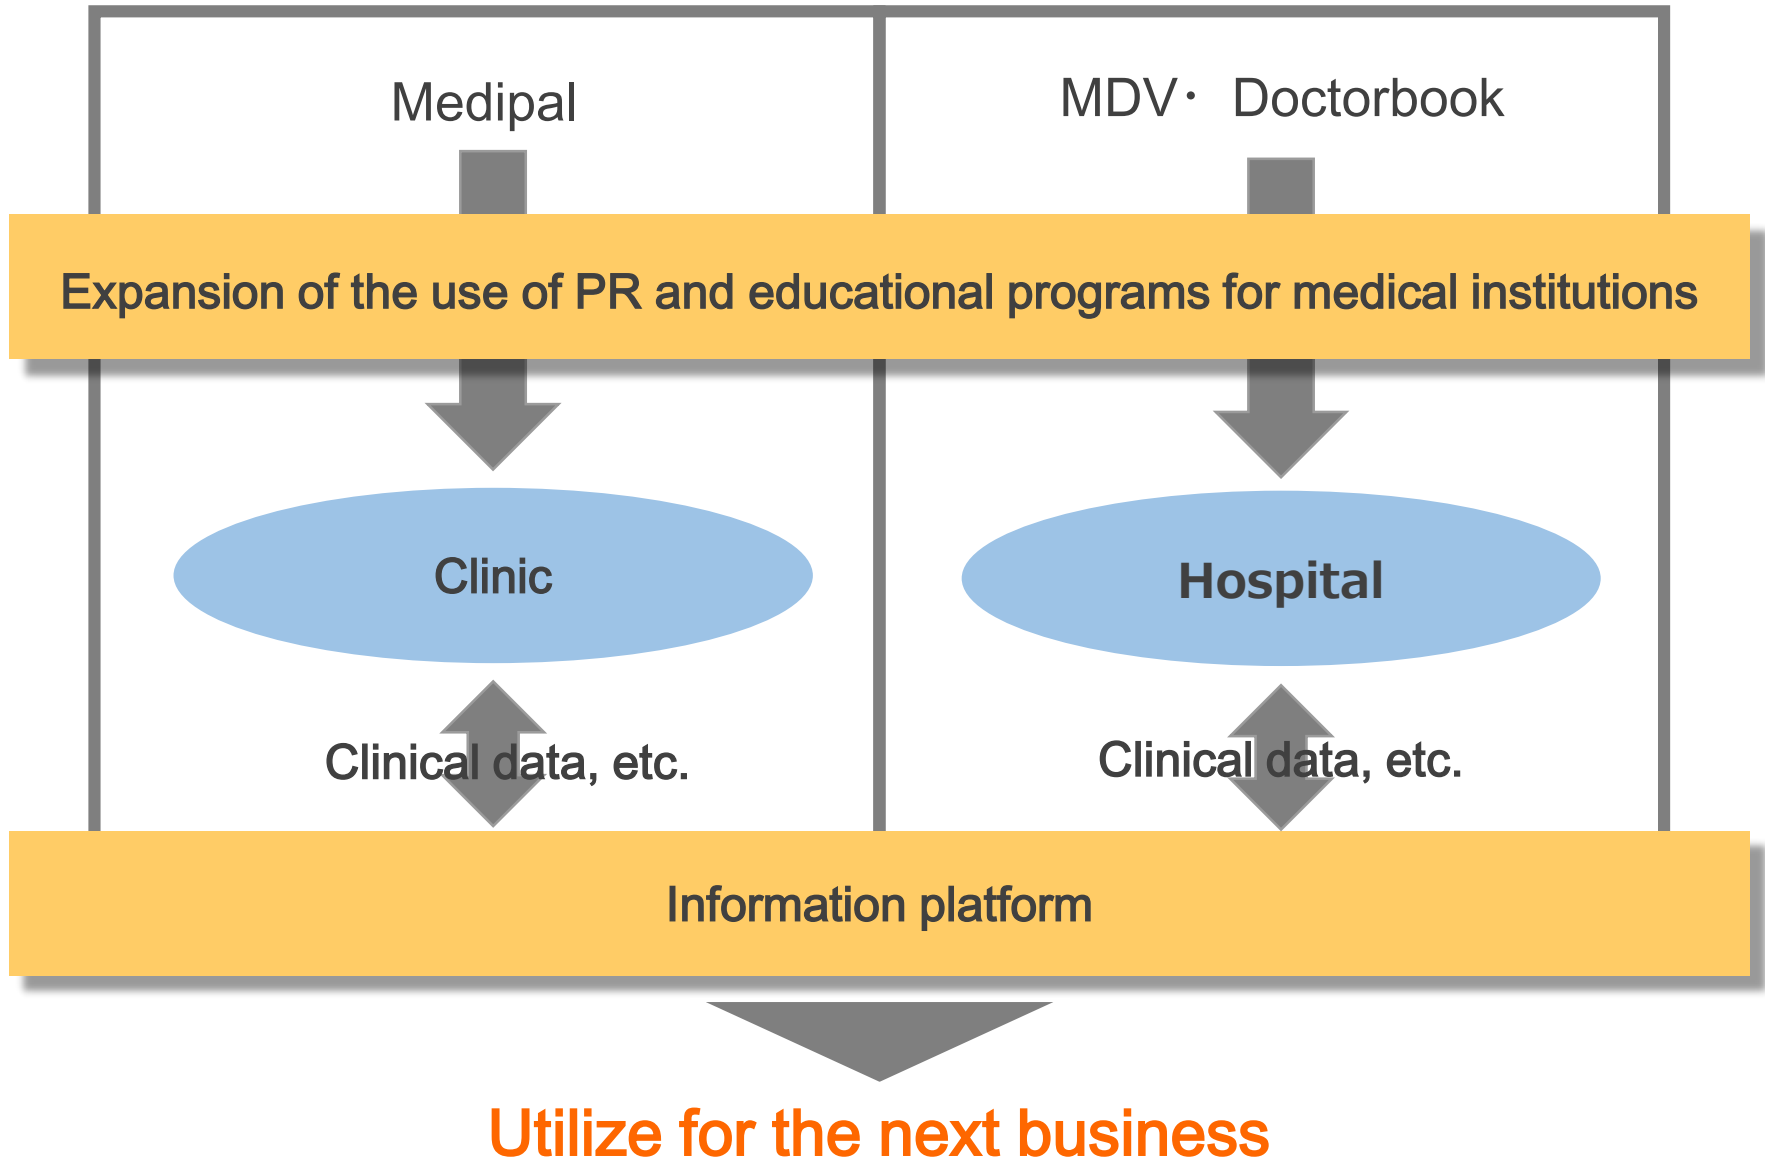 Medipal
MDV・ Doctorbook
Expansion of the use of PR and educational programs for medical institutions
Clinic
Hospital
Clinical data, etc.
Clinical data, etc.
Information platform
Utilize for the next business